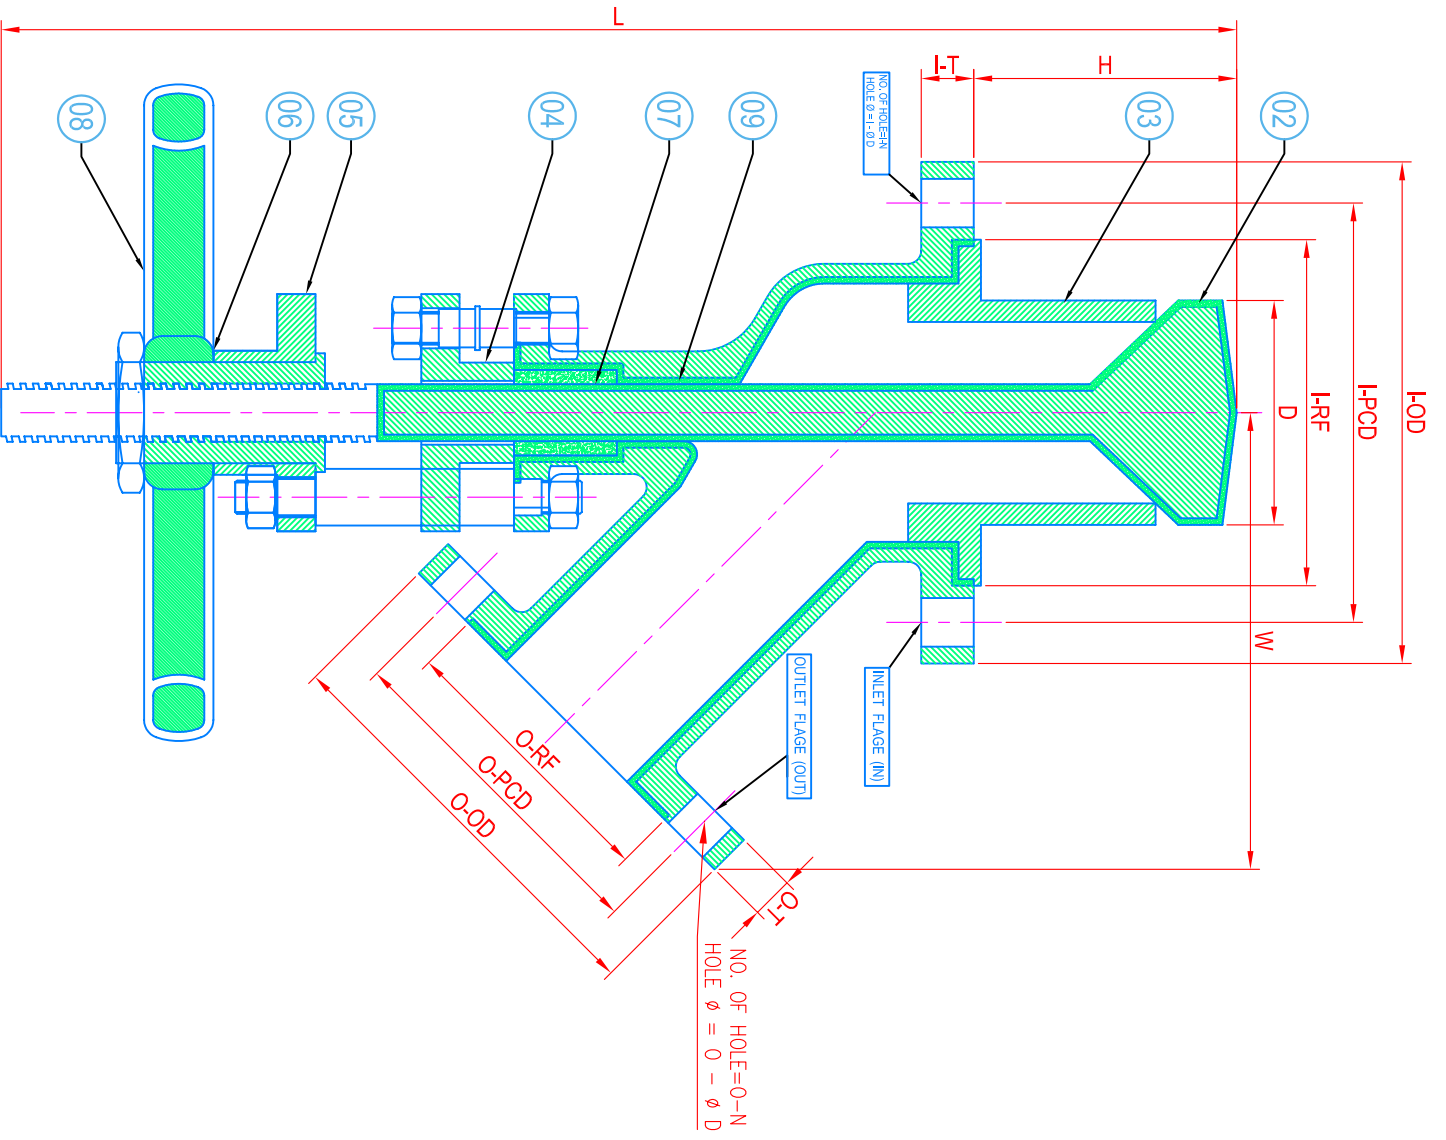 L
I-T
H
08
06
05
04
07
09
03
02
NO. OF HOLE=I-N
HOLE Ø = I - Ø D
I-OD
I-PCD
I-RF
D
W
INLET FLAGE (IN)
OUTLET FLAGE (OUT)
O-RF
O-PCD
O-OD
O-T
NO. OF HOLE=O-N
HOLE Ø = O - Ø D